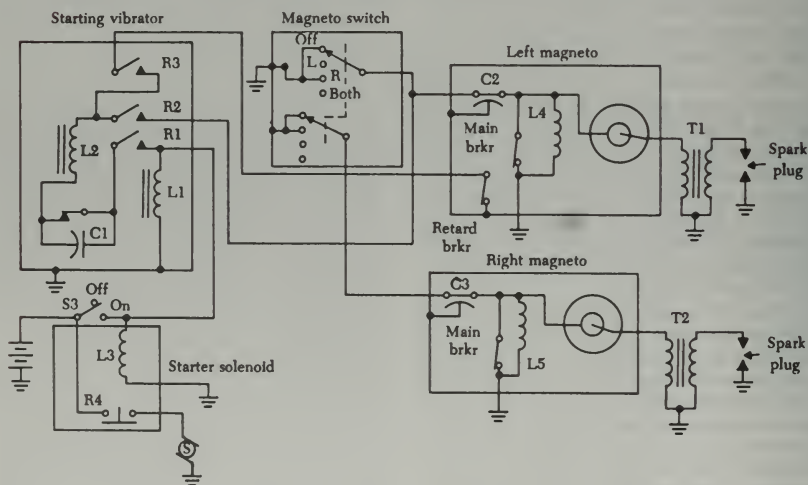 Starting vibrator
Magneto switch
Off
L
R
Both
Left magneto
R3
R2
R1
L2
L1
C1
C2
Main
brkr
L4
T1
Spark
plug
Retard
brkr
Right magneto
C3
Main
brkr
L5
T2
Spark
plug
Off
S3
On
L3
Starter solenoid
R4
S